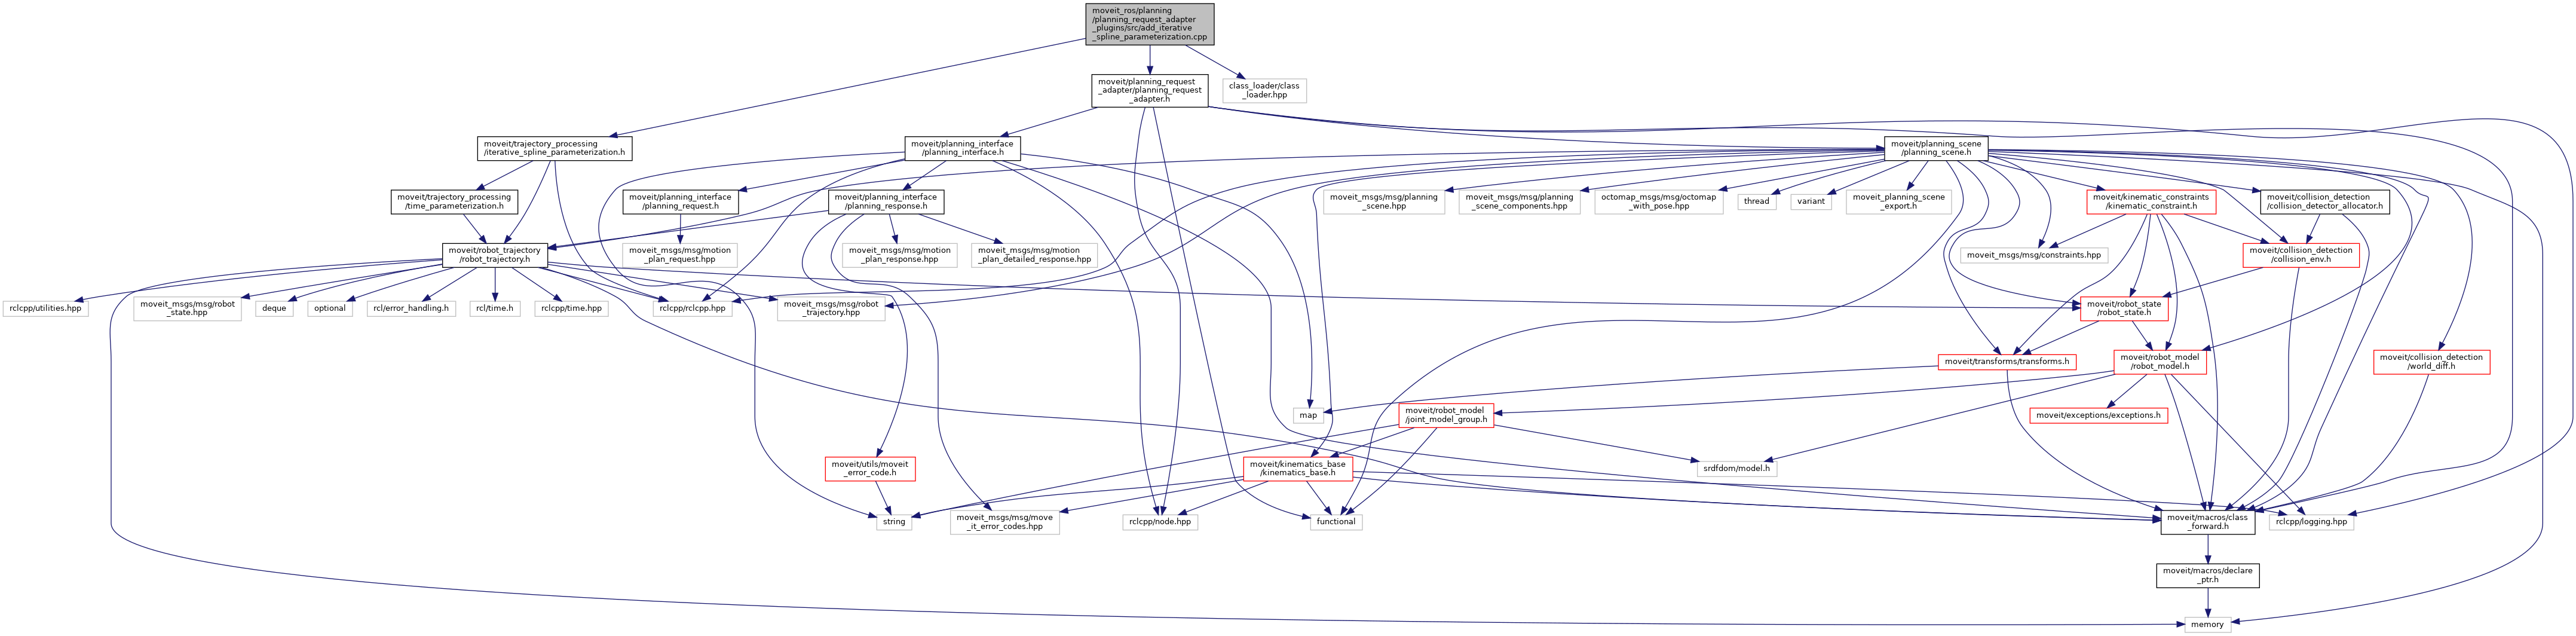 moveit_ros/planning
/planning_request_adapter
_plugins/src/add_iterative
_spline_parameterization.cpp
moveit/planning_request
_adapter/planning_request
_adapter.h
class_loader/class
_loader.hpp
moveit/trajectory_processing
/iterative_spline_parameterization.h
moveit/planning_interface
/planning_interface.h
moveit/planning_scene
/planning_scene.h
moveit/trajectory_processing
/time_parameterization.h
moveit/planning_interface
/planning_request.h
moveit/planning_interface
/planning_response.h
moveit_msgs/msg/planning
_scene.hpp
moveit_msgs/msg/planning
_scene_components.hpp
octomap_msgs/msg/octomap
_with_pose.hpp
thread
variant
moveit_planning_scene
_export.h
moveit/kinematic_constraints
/kinematic_constraint.h
moveit/collision_detection
/collision_detector_allocator.h
moveit/robot_trajectory
/robot_trajectory.h
moveit_msgs/msg/motion
_plan_request.hpp
moveit_msgs/msg/motion
_plan_response.hpp
moveit_msgs/msg/motion
_plan_detailed_response.hpp
moveit_msgs/msg/constraints.hpp
moveit/collision_detection
/collision_env.h
rclcpp/utilities.hpp
moveit_msgs/msg/robot
_state.hpp
deque
optional
rcl/error_handling.h
rcl/time.h
rclcpp/time.hpp
rclcpp/rclcpp.hpp
moveit_msgs/msg/robot
_trajectory.hpp
moveit/robot_state
/robot_state.h
moveit/transforms/transforms.h
moveit/robot_model
/robot_model.h
moveit/collision_detection
/world_diff.h
map
moveit/robot_model
/joint_model_group.h
moveit/exceptions/exceptions.h
moveit/utils/moveit
_error_code.h
moveit/kinematics_base
/kinematics_base.h
srdfdom/model.h
string
moveit_msgs/msg/move
_it_error_codes.hpp
rclcpp/node.hpp
functional
moveit/macros/class
_forward.h
rclcpp/logging.hpp
moveit/macros/declare
_ptr.h
memory